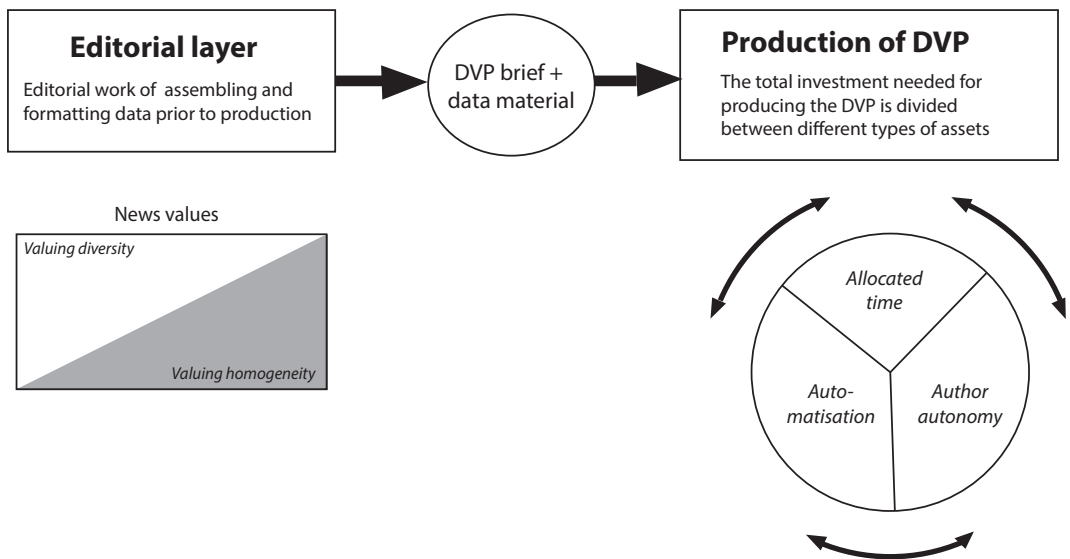 Editorial layer
Editorial work of assembling and
formatting data prior to production
DVP brief +
data material
Production of DVP
The total investment needed for
producing the DVP is divided
between different types of assets
News values
Valuing diversity
Valuing homogeneity
Allocated
time
Auto-
matisation
Author
autonomy